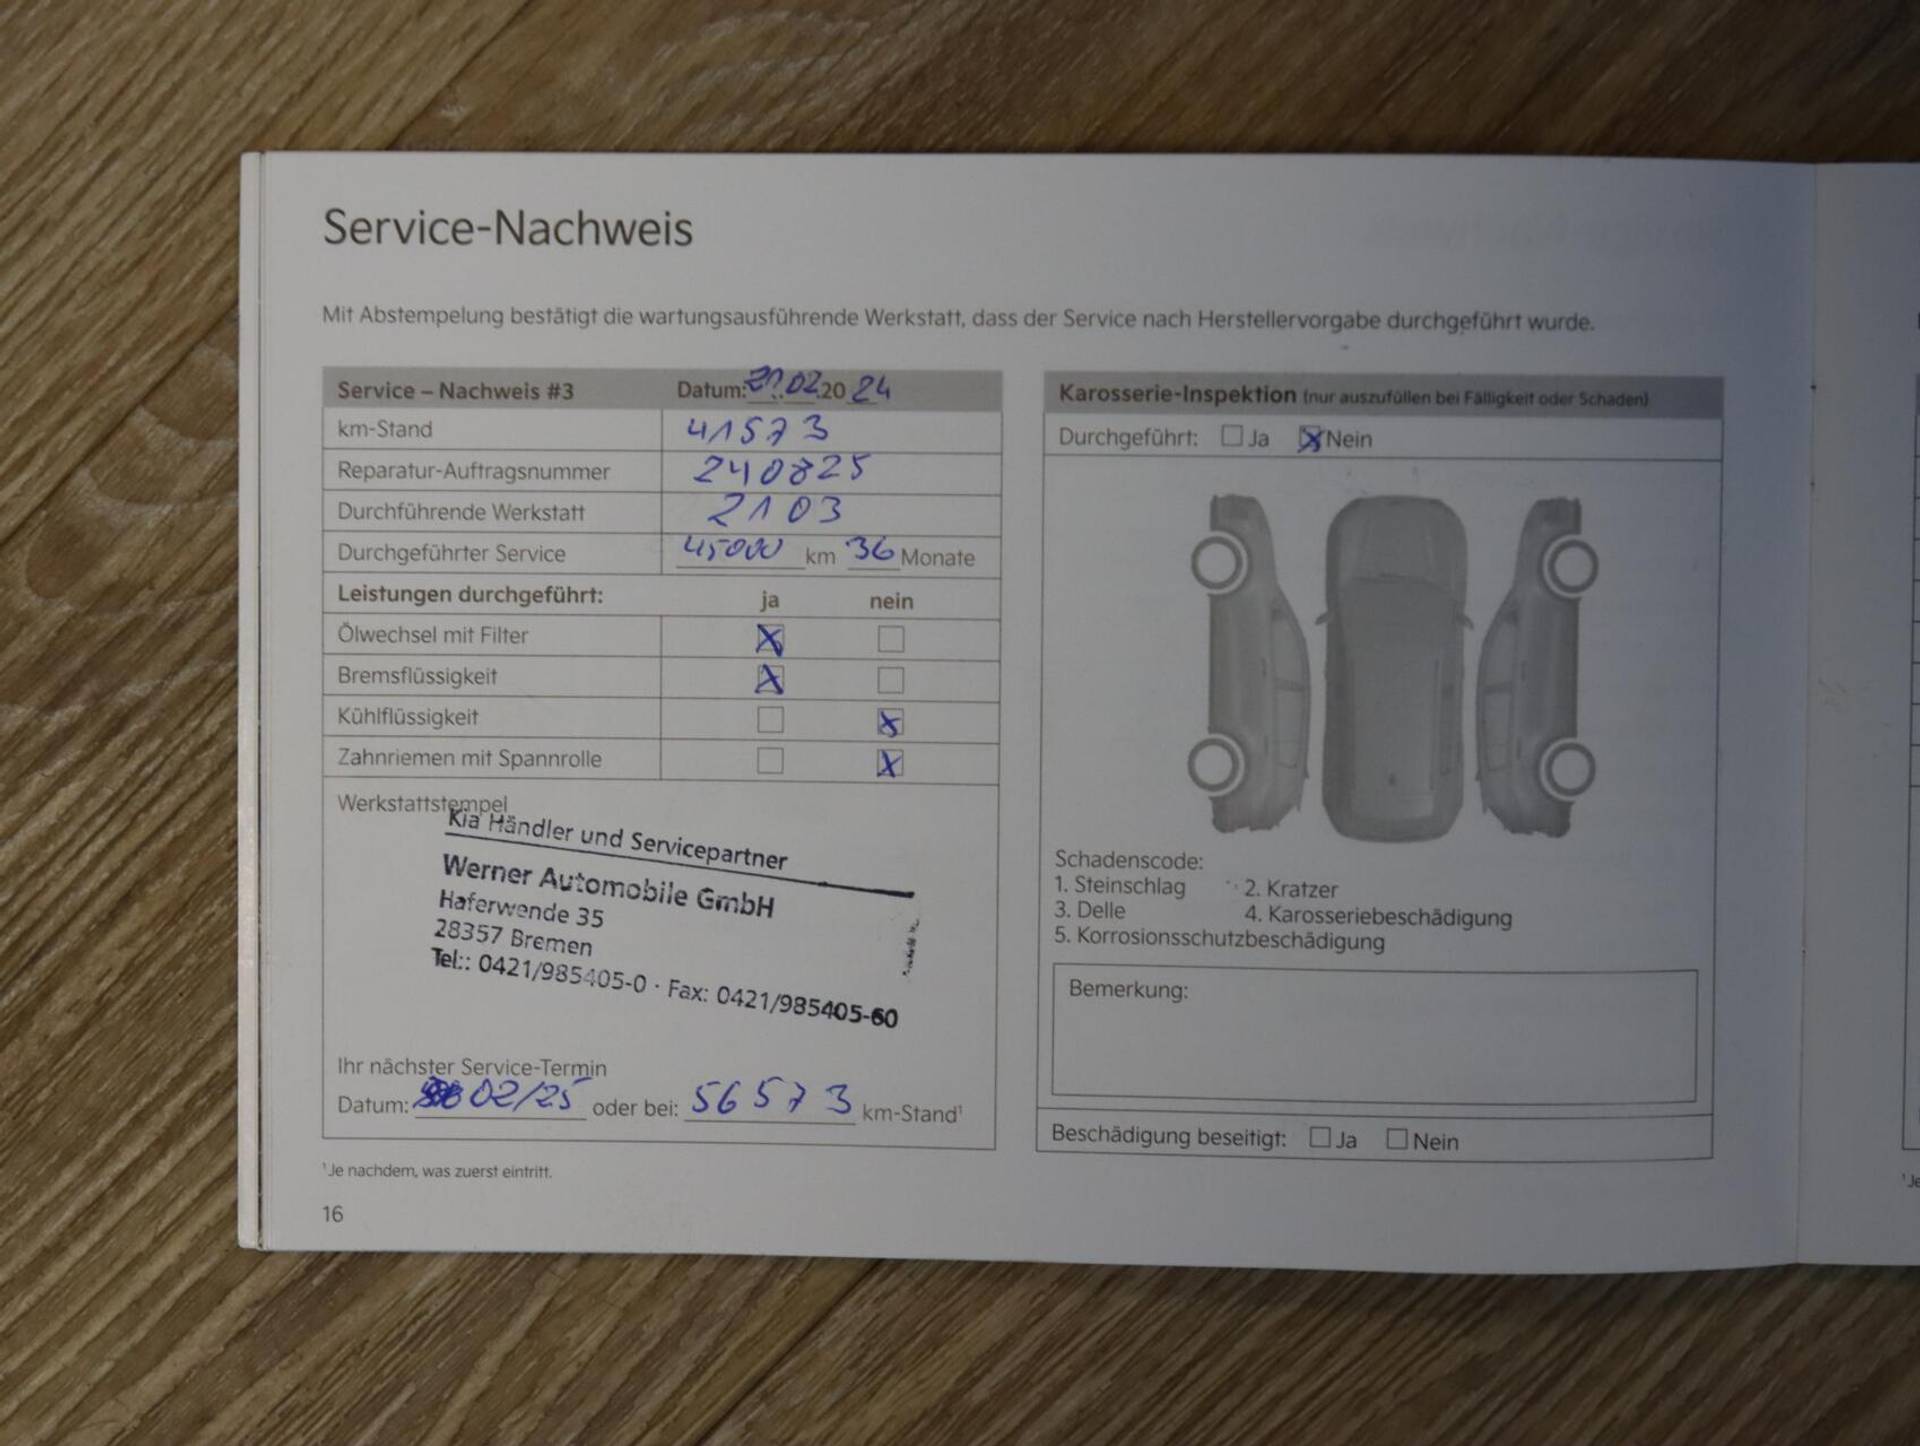 Service-Nachweis
Mit Abstempelung bestätigt die wartungsausführende Werkstatt, dass der Service nach Herstellervorgabe durchgeführt wurde.
Service – Nachweis #3 Datum: 21.02.2024
km-Stand 41573
Reparatur-Auftragsnummer 240825
Durchführende Werkstatt 2103
Durchgeführter Service 45000 km 36 Monate
Leistungen durchgeführt: ja nein
Ölwechsel mit Filter
Bremsflüssigkeit
Kühlflüssigkeit
Zahnriemen mit Spannrolle
Werkstattstempel
Kia Händler und Servicepartner
Werner Automobile GmbH
Haferwende 35
28357 Bremen
Tel.: 0421/985405-0 · Fax: 0421/985405-60
Ihr nächster Service-Termin
Datum: 02/25 oder bei: 56573 km-Stand¹
¹Je nachdem, was zuerst eintritt.
16
Karosserie-Inspektion (nur auszufüllen bei Fälligkeit oder Schaden)
Durchgeführt: Ja Nein
Schadenscode:
1. Steinschlag 2. Kratzer
3. Delle 4. Karosseriebeschädigung
5. Korrosionsschutzbeschädigung
Bemerkung:
Beschädigung beseitigt: Ja Nein